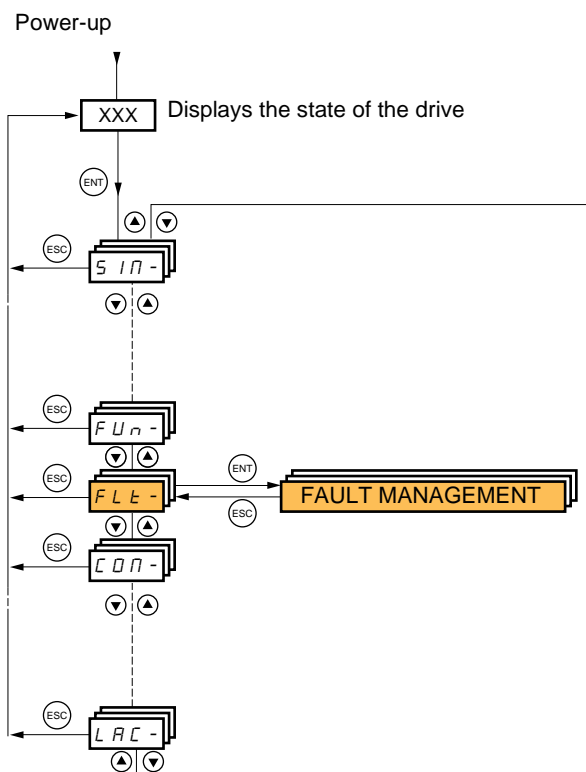 Power-up
XXX Displays the state of the drive
ENT
ESC
SIM-
ESC
FUn-
ESC
FLt-
ENT
ESC
FAULT MANAGEMENT
ESC
COM-
ESC
LAC-